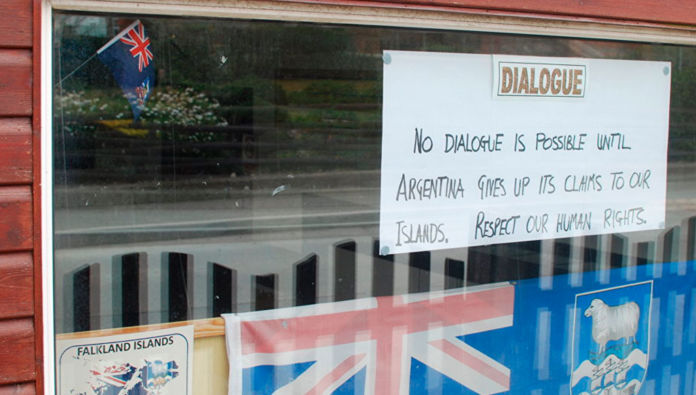 DIALOGUE
NO DIALOGUE IS POSSIBLE UNTIL
ARGENTINA GIVES UP ITS CLAIMS TO OUR
ISLANDS. RESPECT OUR HUMAN RIGHTS.
FALKLAND ISLANDS